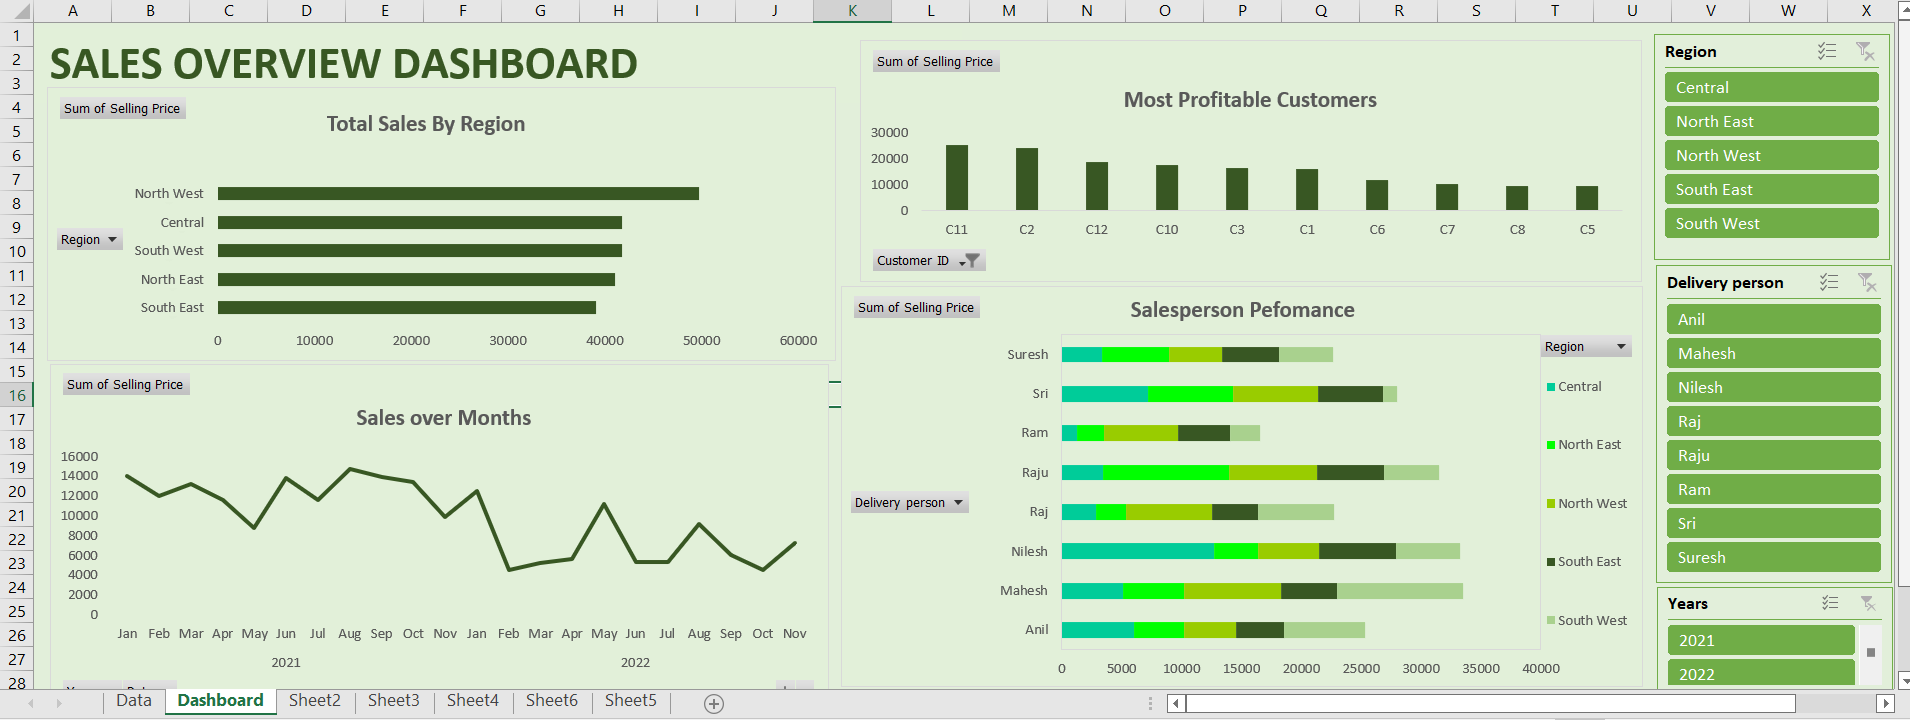 A B C D E F G H I J K L M N O P Q R S T U V W X
1
2
3
4
5
6
7
8
9
10
11
12
13
14
15
16
17
18
19
20
21
22
23
24
25
26
27
28
SALES OVERVIEW DASHBOARD
Sum of Selling Price
Total Sales By Region
Region
North West
Central
South West
North East
South East
0 10000 20000 30000 40000 50000 60000
Sum of Selling Price
Sales over Months
16000
14000
12000
10000
8000
6000
4000
2000
0
Jan Feb Mar Apr May Jun Jul Aug Sep Oct Nov Jan Feb Mar Apr May Jun Jul Aug Sep Oct Nov
2021 2022
Sum of Selling Price
Most Profitable Customers
30000
20000
10000
0
C11 C2 C12 C10 C3 C1 C6 C7 C8 C5
Customer ID
Sum of Selling Price
Salesperson Pefomance
Delivery person
Suresh
Sri
Ram
Raju
Raj
Nilesh
Mahesh
Anil
0 5000 10000 15000 20000 25000 30000 35000 40000
Region
Central
North East
North West
South East
South West
Region
Central
North East
North West
South East
South West
Delivery person
Anil
Mahesh
Nilesh
Raj
Raju
Ram
Sri
Suresh
Years
2021
2022
Data Dashboard Sheet2 Sheet3 Sheet4 Sheet6 Sheet5